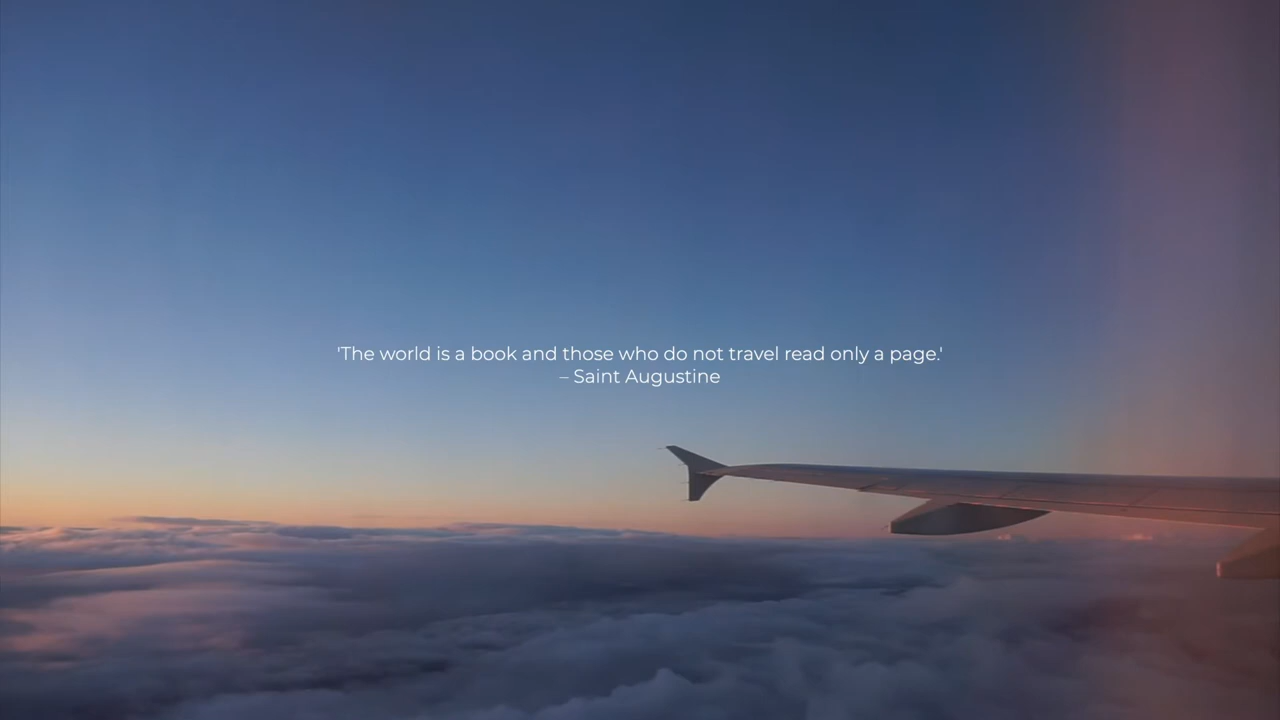 'The world is a book and those who do not travel read only a page.'
– Saint Augustine